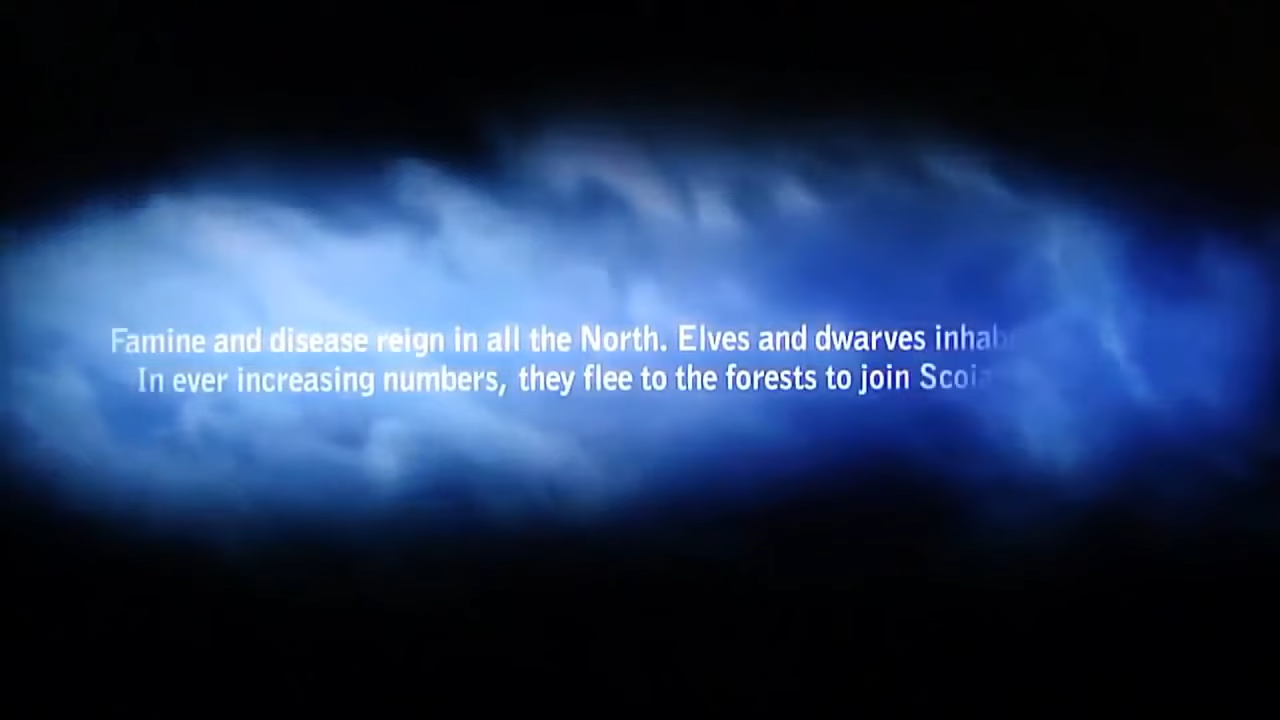 Famine and disease reign in all the North. Elves and dwarves
In ever increasing numbers, they flee to the forests to join